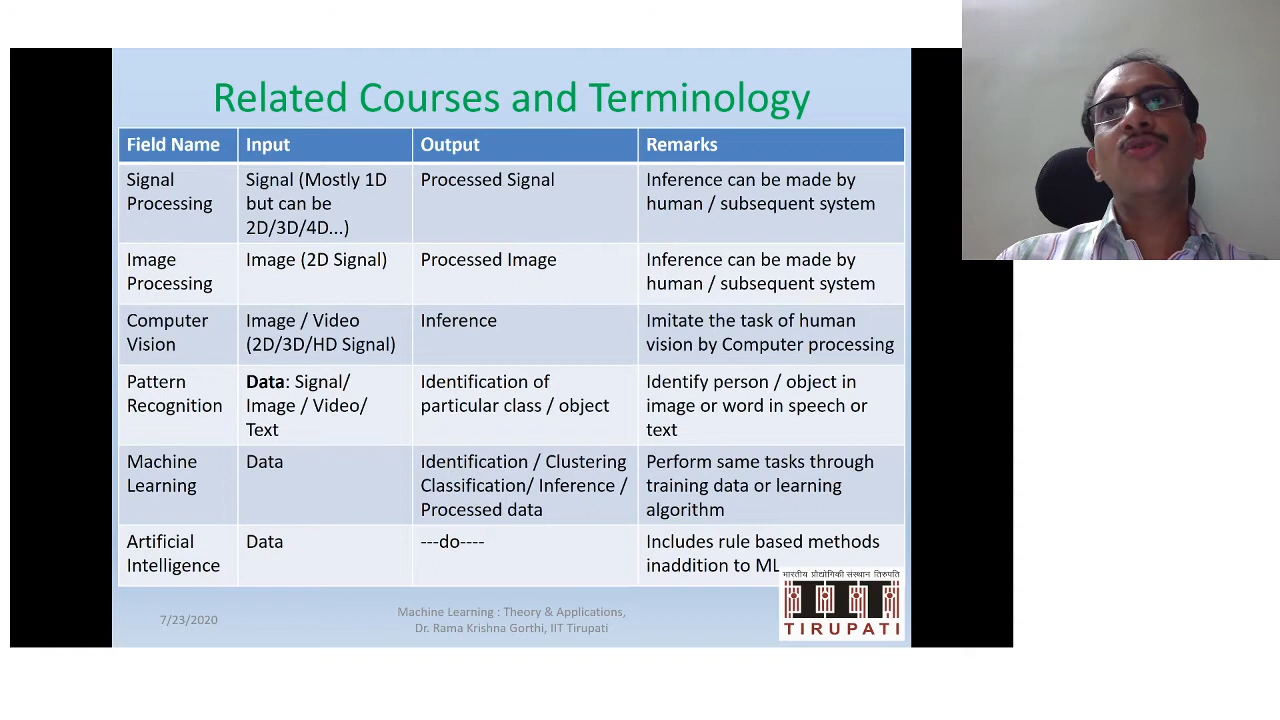 Related Courses and Terminology
Field Name Input Output Remarks
Signal Processing
Signal (Mostly 1D but can be 2D/3D/4D...)
Processed Signal
Inference can be made by human / subsequent system
Image Processing
Image (2D Signal)
Processed Image
Inference can be made by human / subsequent system
Computer Vision
Image / Video (2D/3D/HD Signal)
Inference
Imitate the task of human vision by Computer processing
Pattern Recognition
Data: Signal/ Image / Video/ Text
Identification of particular class / object
Identify person / object in image or word in speech or text
Machine Learning
Data
Identification / Clustering Classification/ Inference / Processed data
Perform same tasks through training data or learning algorithm
Artificial Intelligence
Data
---do----
Includes rule based methods inaddition to ML
7/23/2020
Machine Learning : Theory & Applications,
Dr. Rama Krishna Gorthi, IIT Tirupati
भारतीय प्रौद्योगिकी संस्थान तिरुपति
IIT
TIRUPATI